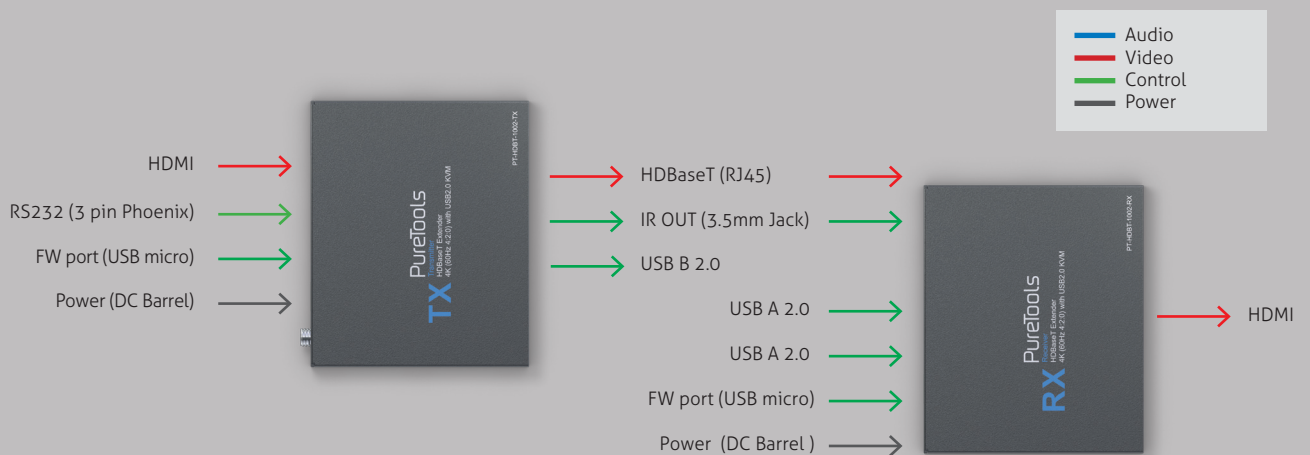 Audio
Video
Control
Power
HDMI
RS232 (3 pin Phoenix)
FW port (USB micro)
Power (DC Barrel)
PT-HDBT-1002-TX
TX PureTools
Transmitter
HDBaseT Extender
4K (60Hz 4:2:0) with USB2.0 KVM
HDBaseT (RJ45)
IR OUT (3.5mm Jack)
USB B 2.0
USB A 2.0
USB A 2.0
FW port (USB micro)
Power (DC Barrel )
PT-HDBT-1002-RX
RX PureTools
Receiver
HDBaseT Extender
4K (60Hz 4:2:0) with USB2.0 KVM
HDMI